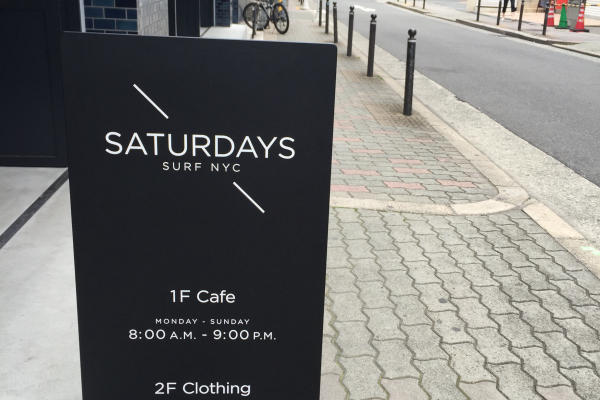 SATURDAYS
SURF NYC
1F Cafe
MONDAY - SUNDAY
8:00 A.M. - 9:00 P.M.
2F Clothing